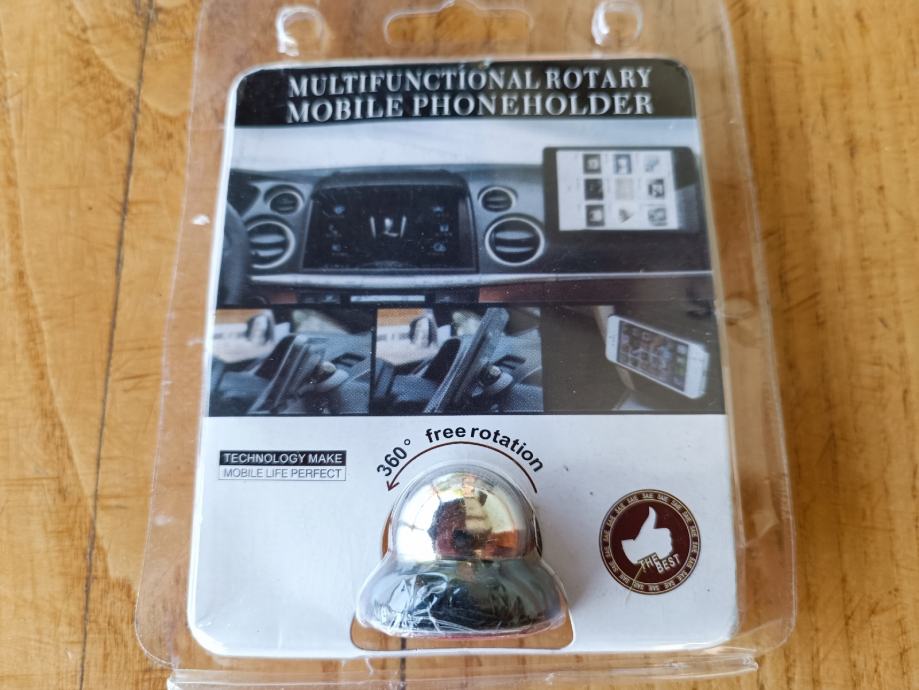 MULTIFUNCTIONAL ROTARY
MOBILE PHONEHOLDER
360° free rotation
TECHNOLOGY MAKE
MOBILE LIFE PERFECT
THE
BEST